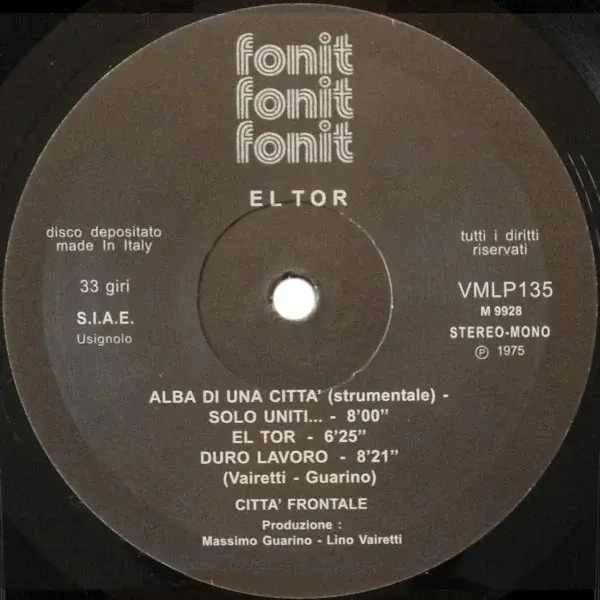 fonit
fonit
fonit
EL TOR
disco depositato
made In Italy
tutti i diritti
riservati
33 giri
S.I.A.E.
Usignolo
VMLP135
M 9928
STEREO-MONO
Ⓟ 1975
ALBA DI UNA CITTA’ (strumentale) -
SOLO UNITI... - 8’00”
EL TOR - 6’25”
DURO LAVORO - 8’21”
(Vairetti - Guarino)
CITTA’ FRONTALE
Produzione :
Massimo Guarino - Lino Vairetti